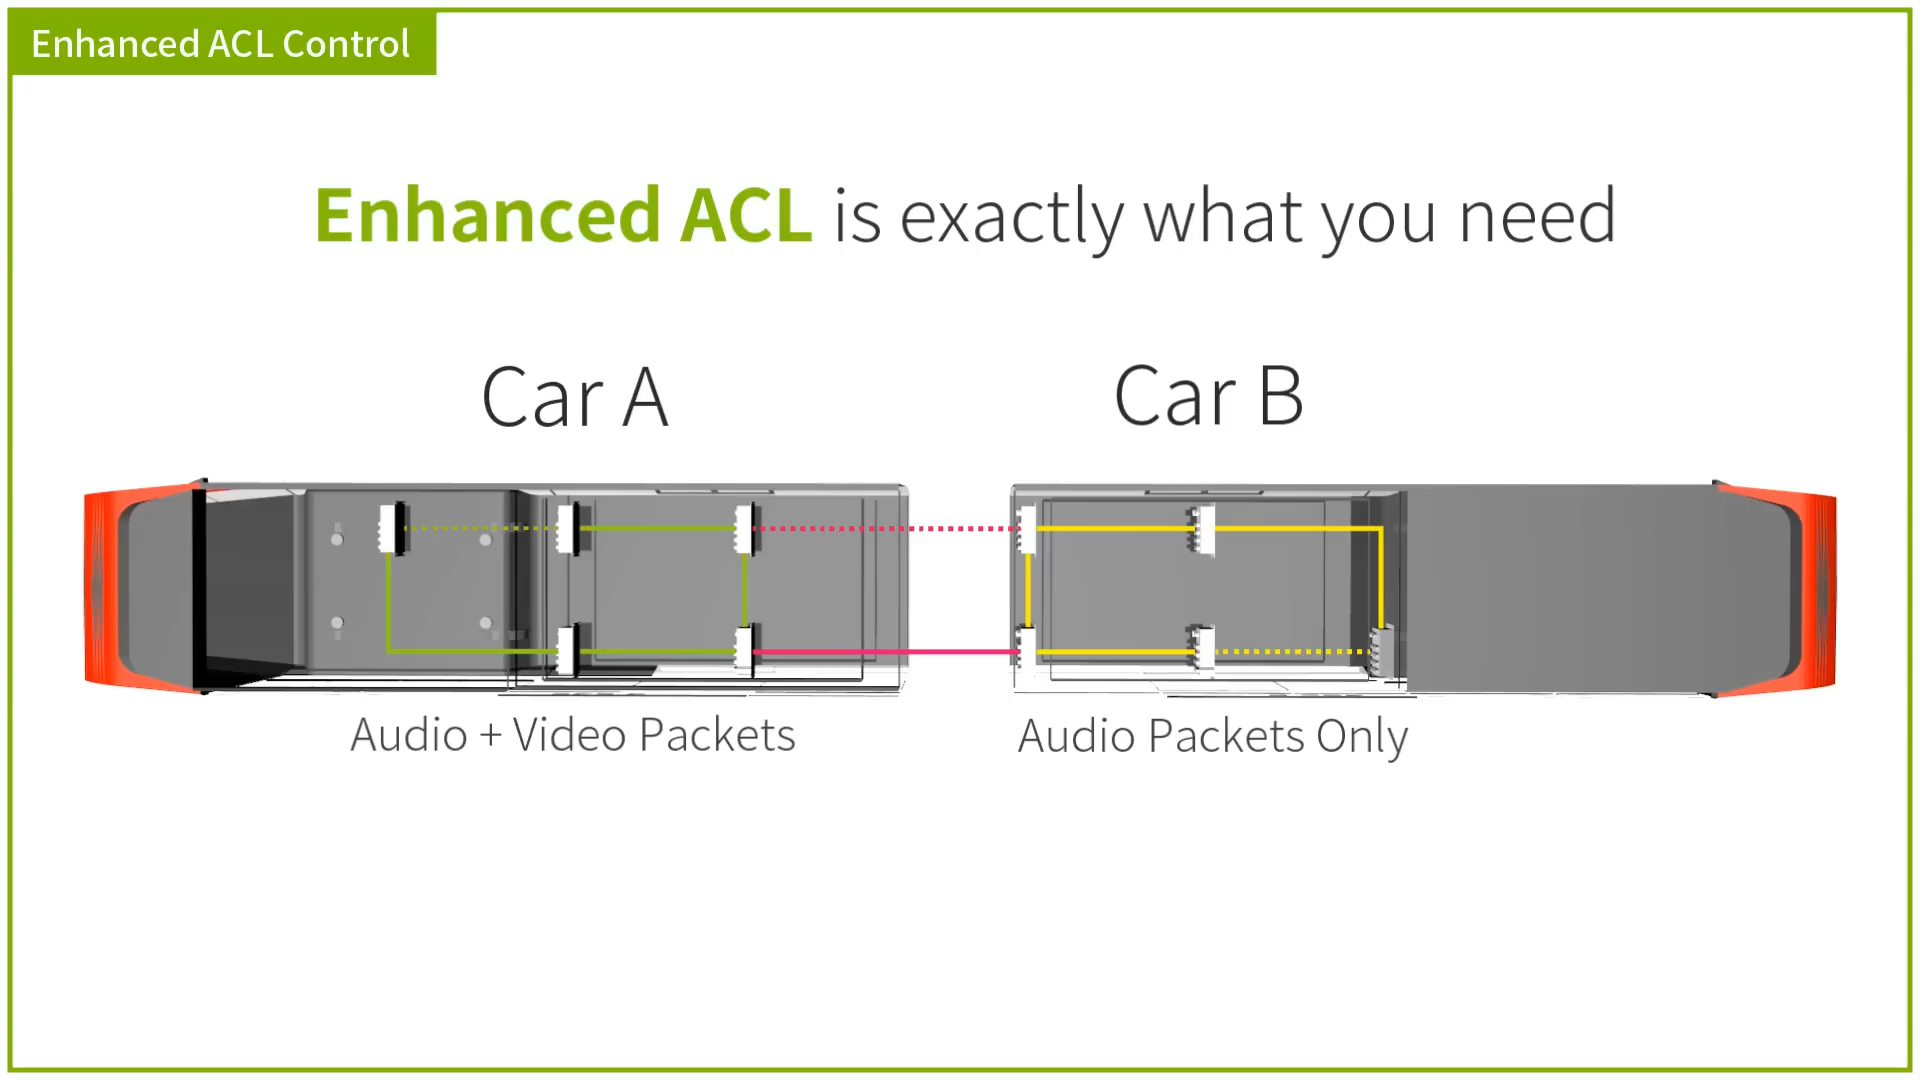 Enhanced ACL Control
Enhanced ACL is exactly what you need
Car A
Car B
Audio + Video Packets
Audio Packets Only